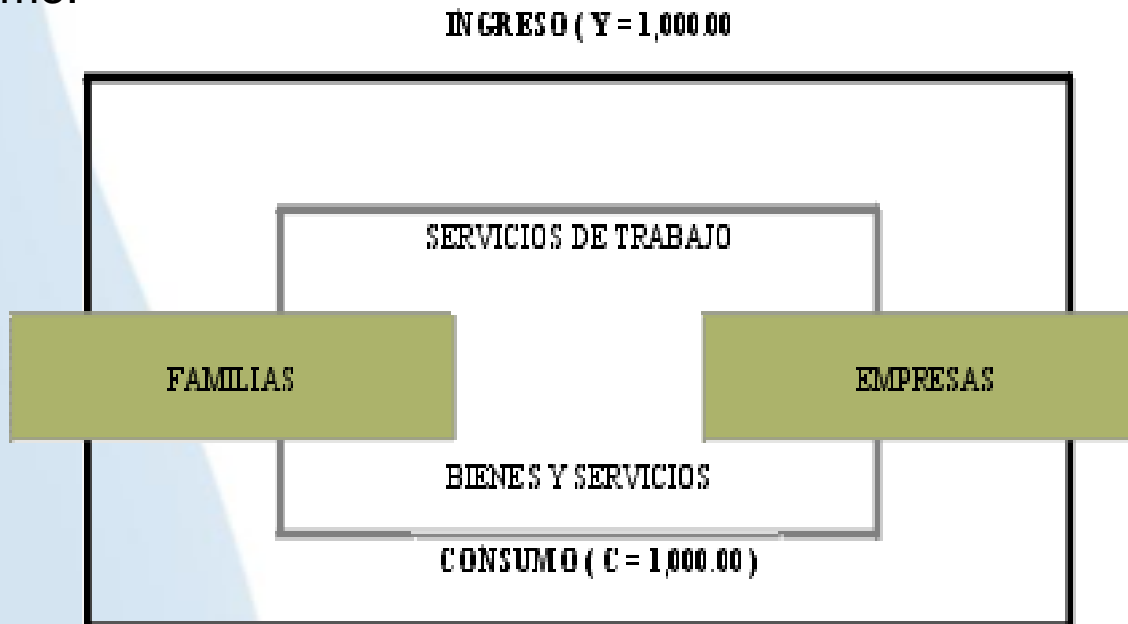 INGRESO ( Y = 1,000.00
SERVICIOS DE TRABAJO
FAMILIAS
EMPRESAS
BIENES Y SERVICIOS
CONSUMO ( C = 1,000.00 )